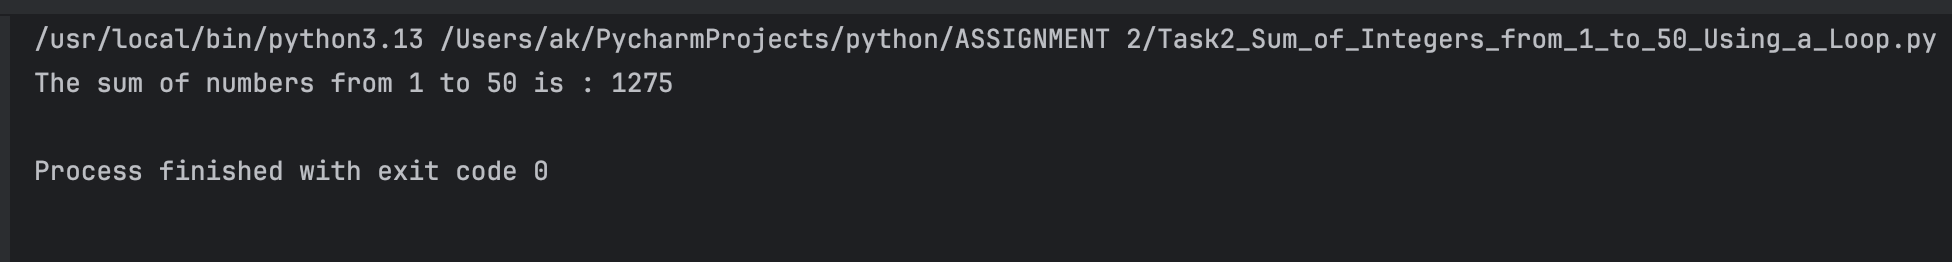 /usr/local/bin/python3.13 /Users/ak/PycharmProjects/python/ASSIGNMENT 2/Task2_Sum_of_Integers_from_1_to_50_Using_a_Loop.py
The sum of numbers from 1 to 50 is : 1275
Process finished with exit code 0